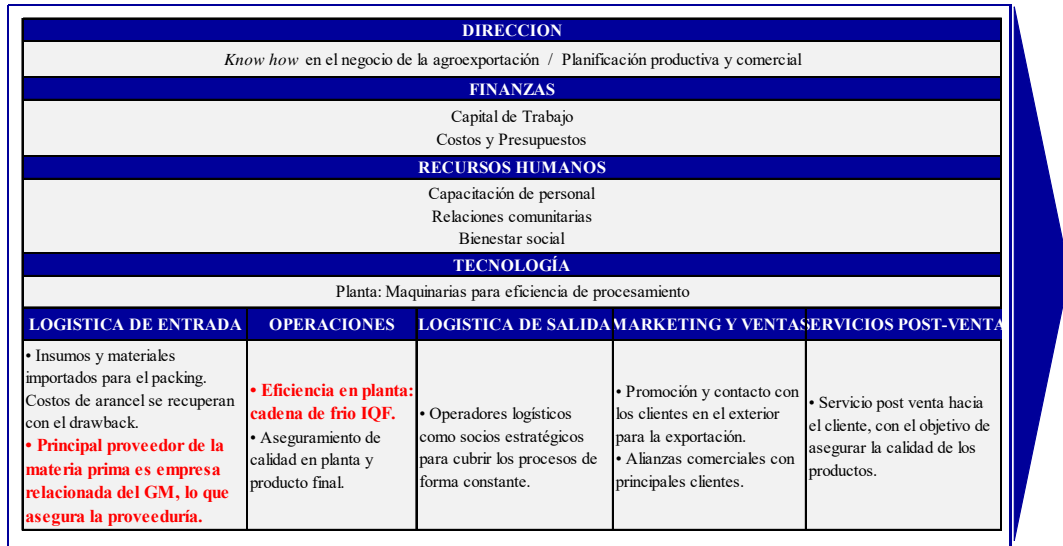 DIRECCION
Know how en el negocio de la agroexportación / Planificación productiva y comercial
FINANZAS
Capital de Trabajo
Costos y Presupuestos
RECURSOS HUMANOS
Capacitación de personal
Relaciones comunitarias
Bienestar social
TECNOLOGÍA
Planta: Maquinarias para eficiencia de procesamiento
LOGISTICA DE ENTRADA
• Insumos y materiales
importados para el packing.
Costos de arancel se recuperan
con el drawback.
• Principal proveedor de la
materia prima es empresa
relacionada del GM, lo que
asegura la proveeduría.
OPERACIONES
• Eficiencia en planta:
cadena de frio IQF.
• Aseguramiento de
calidad en planta y
producto final.
LOGISTICA DE SALIDA
• Operadores logísticos
como socios estratégicos
para cubrir los procesos de
forma constante.
MARKETING Y VENTAS
• Promoción y contacto con
los clientes en el exterior
para la exportación.
• Alianzas comerciales con
principales clientes.
SERVICIOS POST-VENTA
• Servicio post venta hacia
el cliente, con el objetivo de
asegurar la calidad de los
productos.